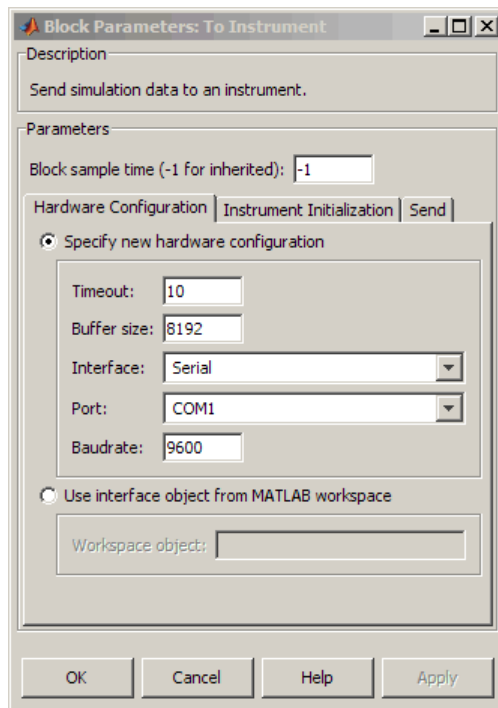 Block Parameters: To Instrument
Description
Send simulation data to an instrument.
Parameters
Block sample time (-1 for inherited): -1
Hardware Configuration Instrument Initialization Send
Specify new hardware configuration
Timeout: 10
Buffer size: 8192
Interface: Serial
Port: COM1
Baudrate: 9600
Use interface object from MATLAB workspace
Workspace object:
OK Cancel Help Apply